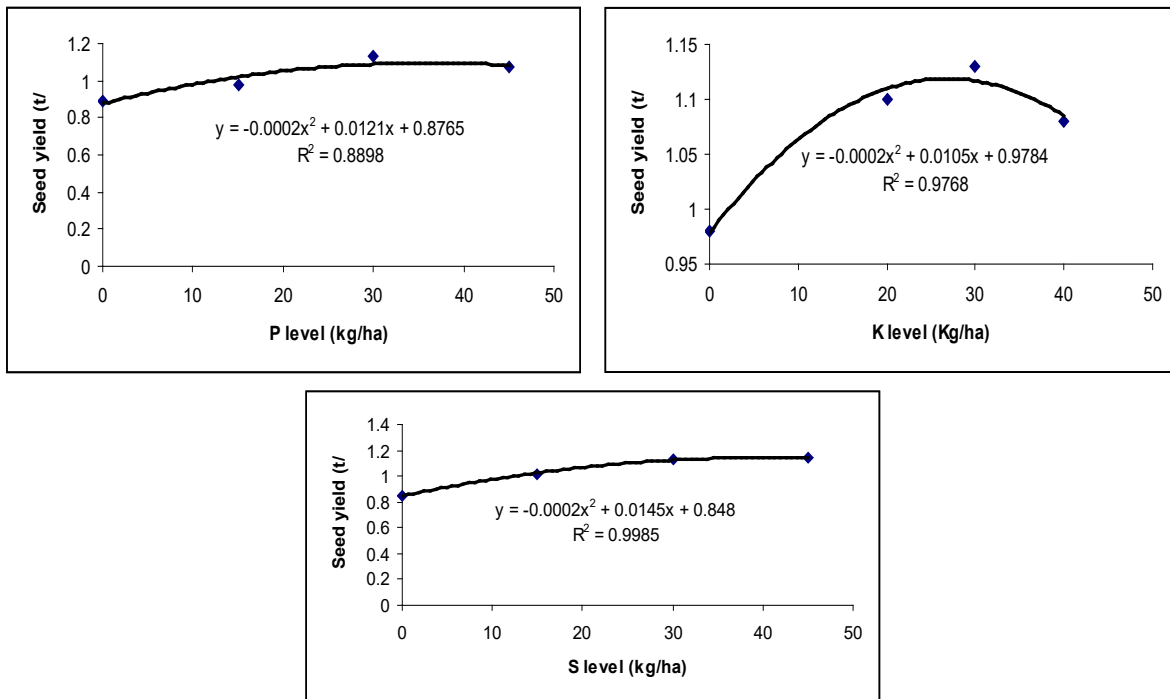 Seed yield (t/
1.2
1
0.8
0.6
0.4
0.2
0
y = -0.0002x² + 0.0121x + 0.8765
R² = 0.8898
0 10 20 30 40 50
P level (kg/ha)
Seed yield (t/
1.15
1.1
1.05
1
0.95
y = -0.0002x² + 0.0105x + 0.9784
R² = 0.9768
0 10 20 30 40 50
K level (Kg/ha)
Seed yield (t/
1.4
1.2
1
0.8
0.6
0.4
0.2
0
y = -0.0002x² + 0.0145x + 0.848
R² = 0.9985
0 10 20 30 40 50
S level (kg/ha)